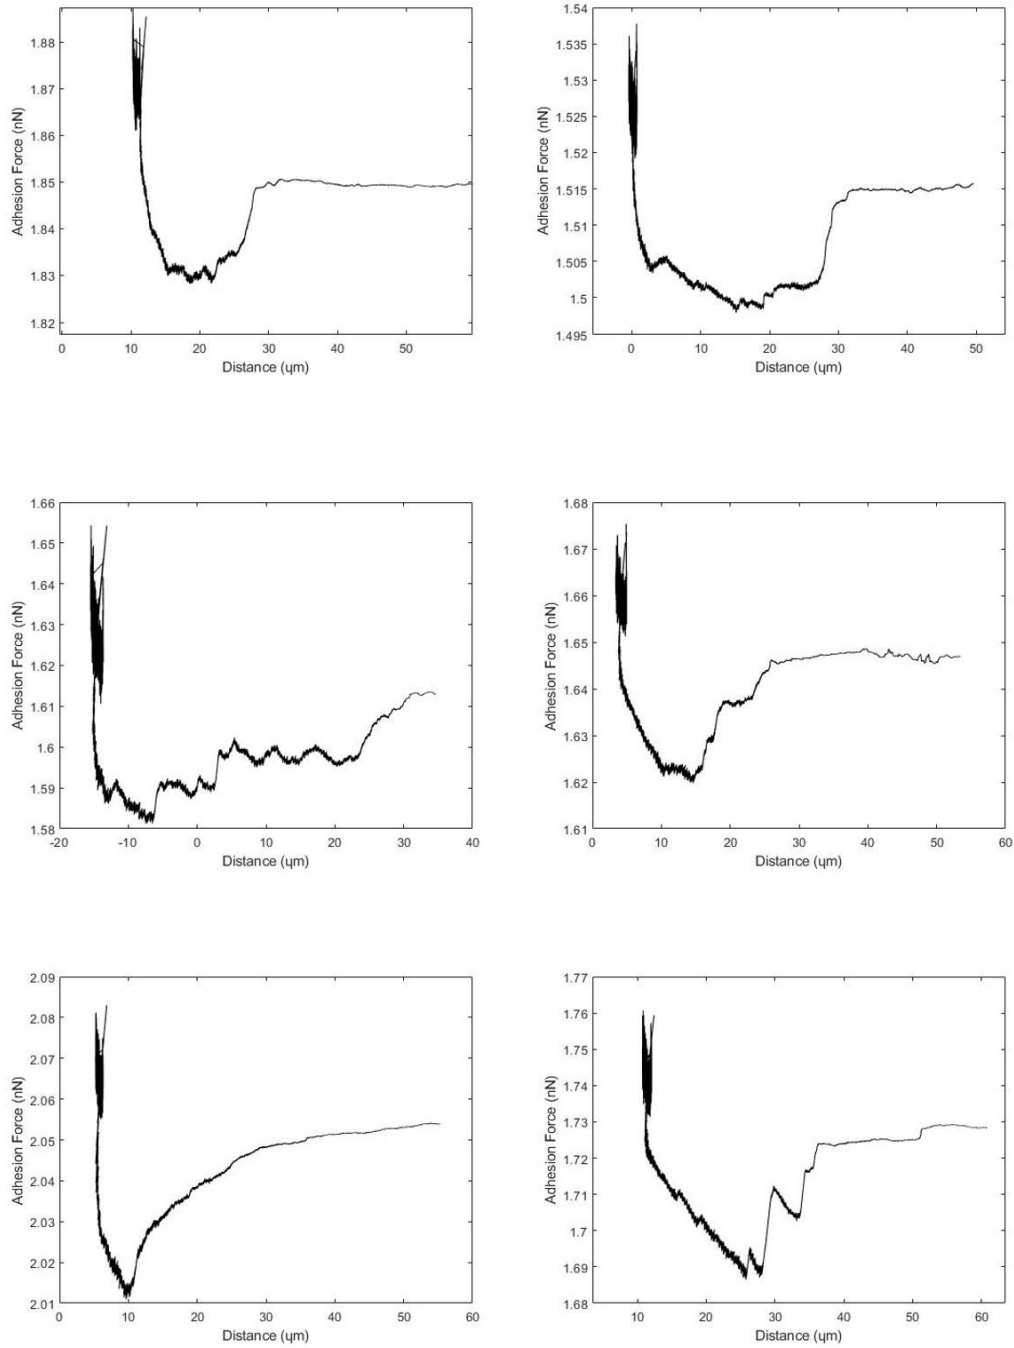 1.88
1.87
1.86
1.85
1.84
1.83
1.82
Adhesion Force (nN)
0 10 20 30 40 50
Distance (ųm)
1.54
1.535
1.53
1.525
1.52
1.515
1.51
1.505
1.5
1.495
Adhesion Force (nN)
0 10 20 30 40 50
Distance (ųm)
1.66
1.65
1.64
1.63
1.62
1.61
1.6
1.59
1.58
Adhesion Force (nN)
-20 -10 0 10 20 30 40
Distance (ųm)
1.68
1.67
1.66
1.65
1.64
1.63
1.62
1.61
Adhesion Force (nN)
0 10 20 30 40 50 60
Distance (ųm)
2.09
2.08
2.07
2.06
2.05
2.04
2.03
2.02
2.01
Adhesion Force (nN)
0 10 20 30 40 50 60
Distance (ųm)
1.77
1.76
1.75
1.74
1.73
1.72
1.71
1.7
1.69
1.68
Adhesion Force (nN)
10 20 30 40 50 60
Distance (ųm)